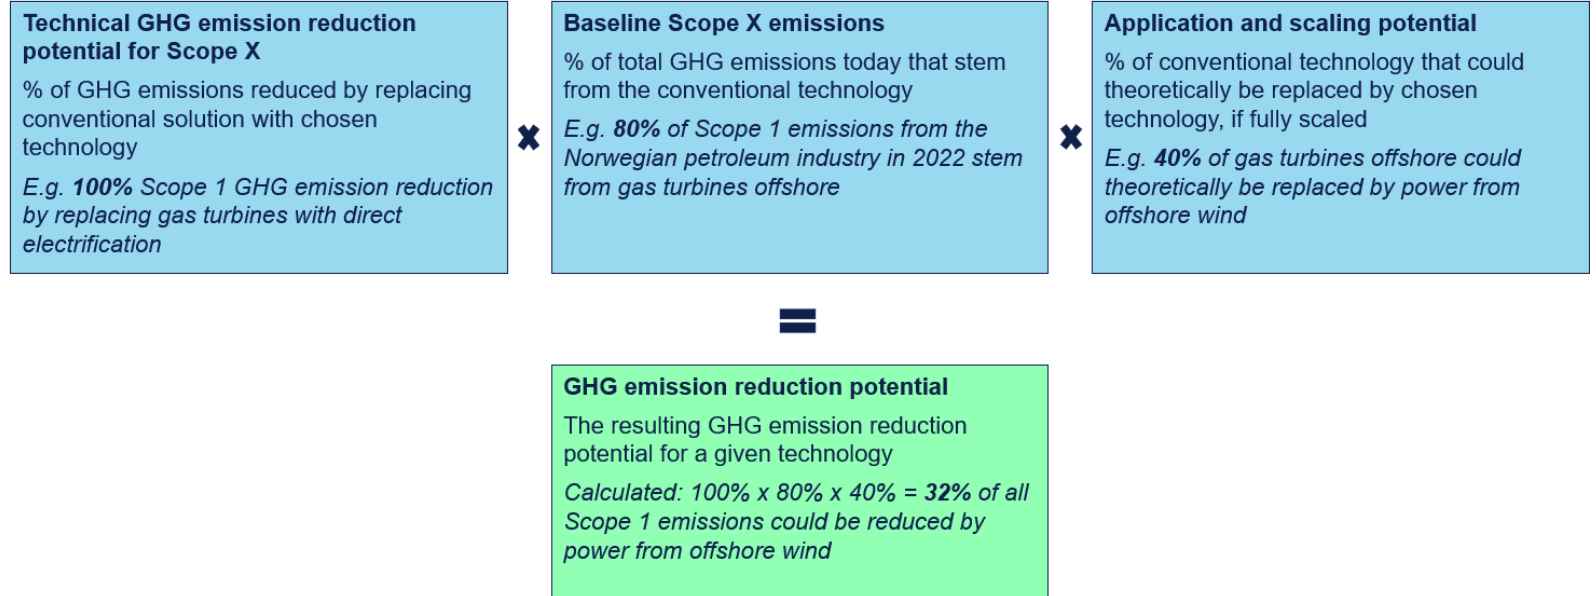 Technical GHG emission reduction
potential for Scope X
% of GHG emissions reduced by replacing
conventional solution with chosen
technology
E.g. 100% Scope 1 GHG emission reduction
by replacing gas turbines with direct
electrification
×
Baseline Scope X emissions
% of total GHG emissions today that stem
from the conventional technology
E.g. 80% of Scope 1 emissions from the
Norwegian petroleum industry in 2022 stem
from gas turbines offshore
×
Application and scaling potential
% of conventional technology that could
theoretically be replaced by chosen
technology, if fully scaled
E.g. 40% of gas turbines offshore could
theoretically be replaced by power from
offshore wind
=
GHG emission reduction potential
The resulting GHG emission reduction
potential for a given technology
Calculated: 100% x 80% x 40% = 32% of all
Scope 1 emissions could be reduced by
power from offshore wind